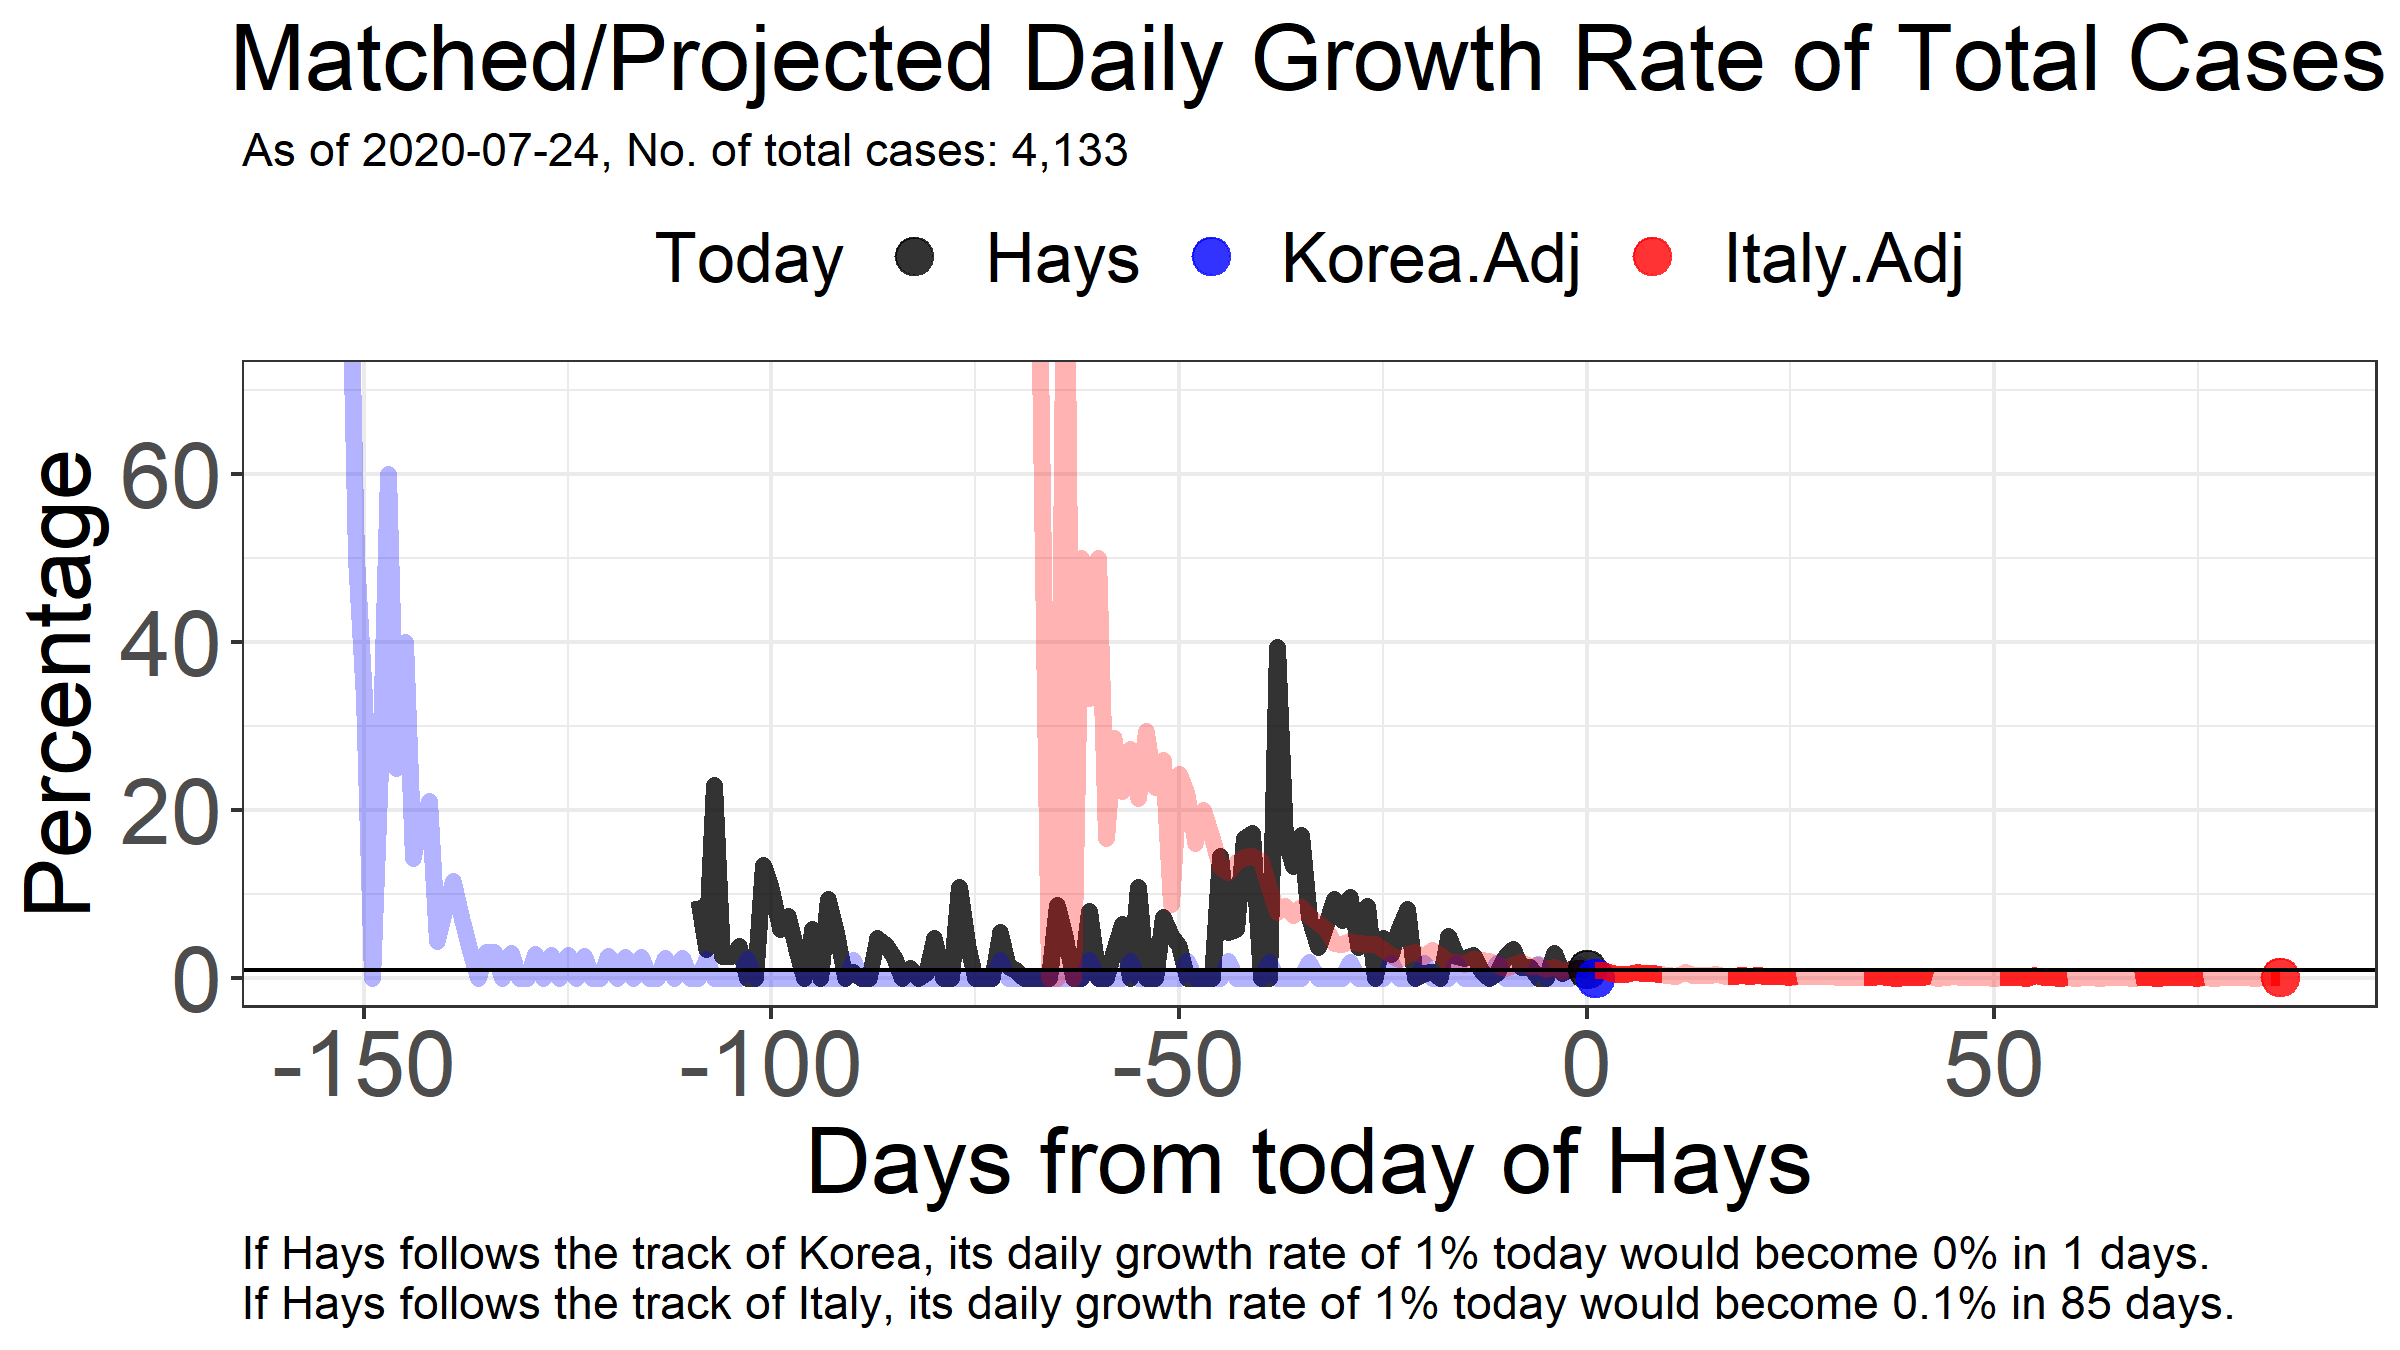 Matched/Projected Daily Growth Rate of Total Cases
As of 2020-07-24, No. of total cases: 4,133
Today Hays Korea.Adj Italy.Adj
Percentage
60
40
20
0
-150 -100 -50 0 50
Days from today of Hays
If Hays follows the track of Korea, its daily growth rate of 1% today would become 0% in 1 days.
If Hays follows the track of Italy, its daily growth rate of 1% today would become 0.1% in 85 days.